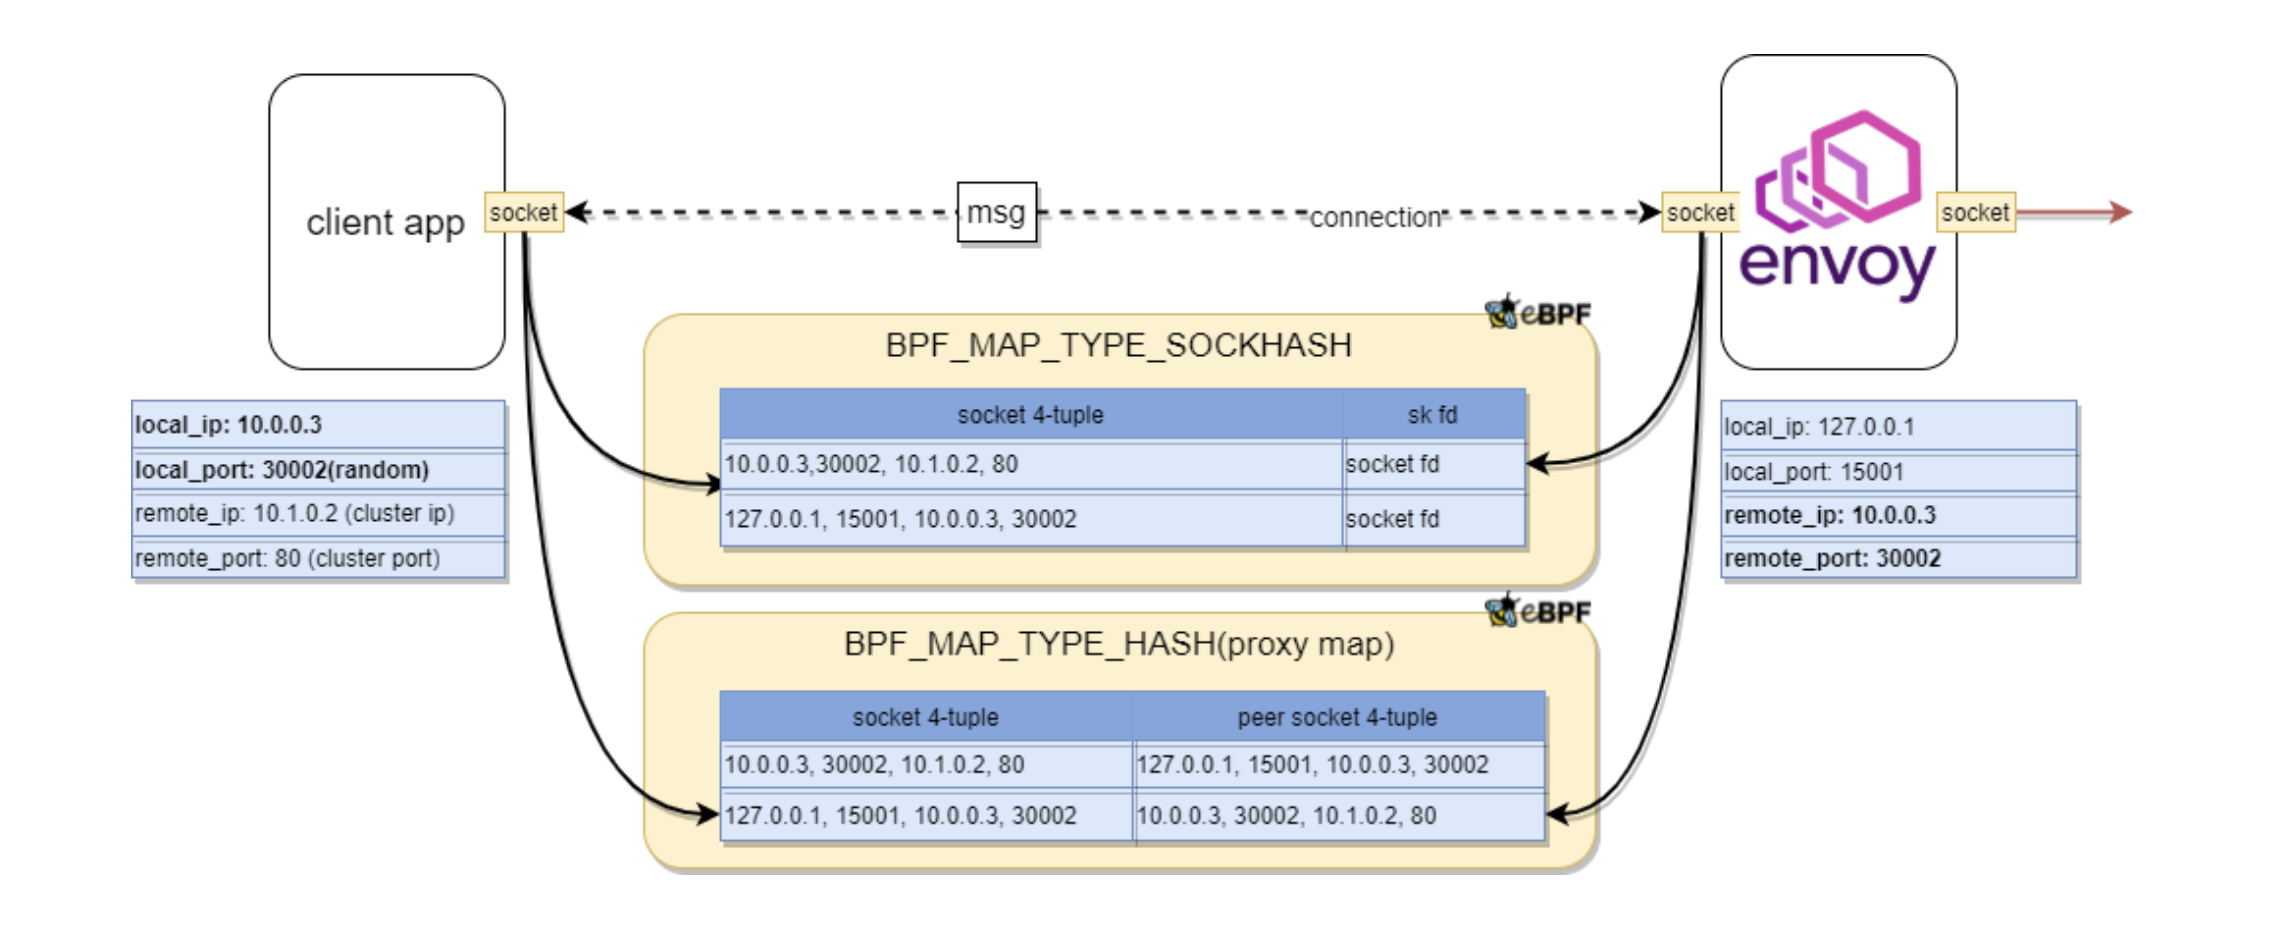 client app
socket
msg
connection
socket
envoy
socket
local_ip: 10.0.0.3
local_port: 30002(random)
remote_ip: 10.1.0.2 (cluster ip)
remote_port: 80 (cluster port)
eBPF
BPF_MAP_TYPE_SOCKHASH
socket 4-tuple sk fd
10.0.0.3,30002, 10.1.0.2, 80 socket fd
127.0.0.1, 15001, 10.0.0.3, 30002 socket fd
local_ip: 127.0.0.1
local_port: 15001
remote_ip: 10.0.0.3
remote_port: 30002
eBPF
BPF_MAP_TYPE_HASH(proxy map)
socket 4-tuple peer socket 4-tuple
10.0.0.3, 30002, 10.1.0.2, 80 127.0.0.1, 15001, 10.0.0.3, 30002
127.0.0.1, 15001, 10.0.0.3, 30002 10.0.0.3, 30002, 10.1.0.2, 80